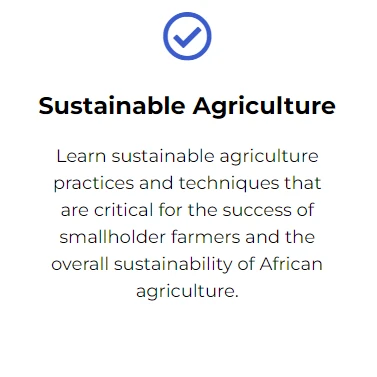 Sustainable Agriculture
Learn sustainable agriculture
practices and techniques that
are critical for the success of
smallholder farmers and the
overall sustainability of African
agriculture.